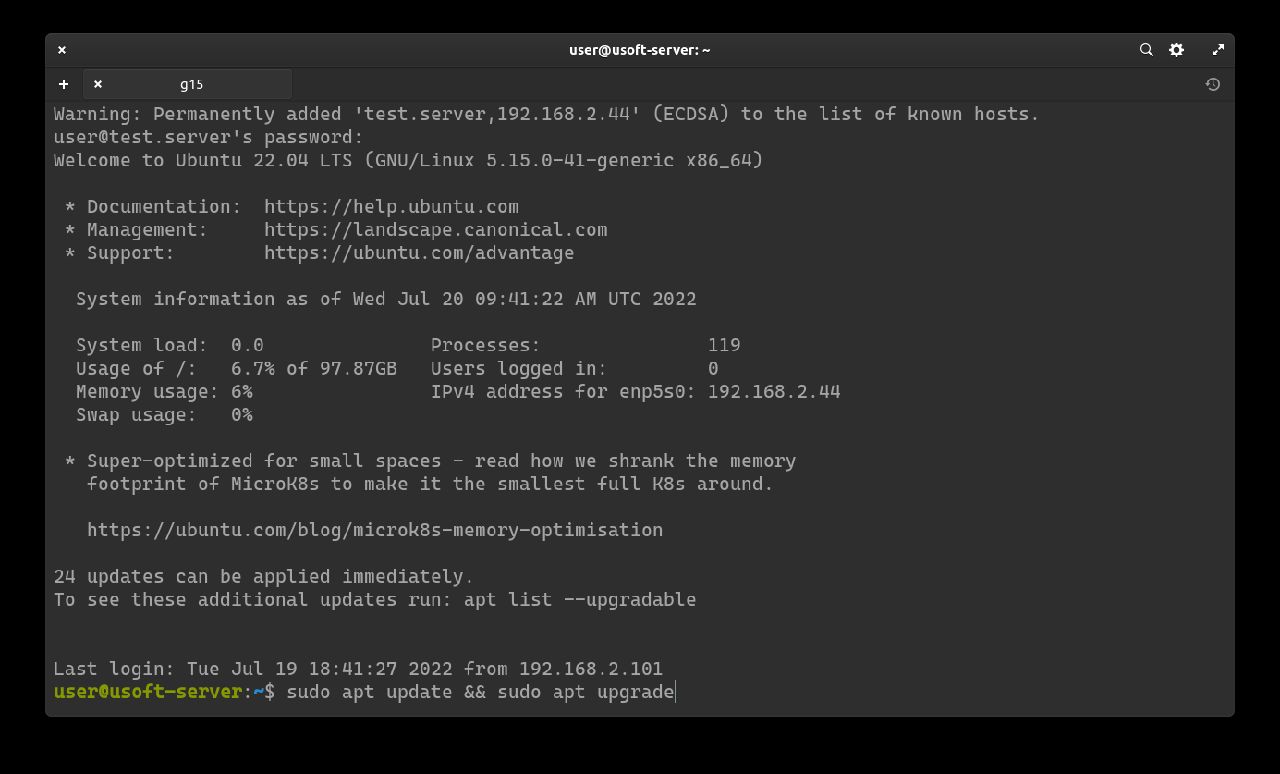 user@usoft-server: ~
g15
Warning: Permanently added 'test.server,192.168.2.44' (ECDSA) to the list of known hosts.
user@test.server's password:
Welcome to Ubuntu 22.04 LTS (GNU/Linux 5.15.0-41-generic x86_64)
* Documentation:  https://help.ubuntu.com
* Management:     https://landscape.canonical.com
* Support:        https://ubuntu.com/advantage
System information as of Wed Jul 20 09:41:22 AM UTC 2022
System load:  0.0               Processes:               119
Usage of /:   6.7% of 97.87GB   Users logged in:         0
Memory usage: 6%                IPv4 address for enp5s0: 192.168.2.44
Swap usage:   0%
* Super-optimized for small spaces - read how we shrank the memory
footprint of MicroK8s to make it the smallest full K8s around.
https://ubuntu.com/blog/microk8s-memory-optimisation
24 updates can be applied immediately.
To see these additional updates run: apt list --upgradable
Last login: Tue Jul 19 18:41:27 2022 from 192.168.2.101
user@usoft-server:~$ sudo apt update && sudo apt upgrade